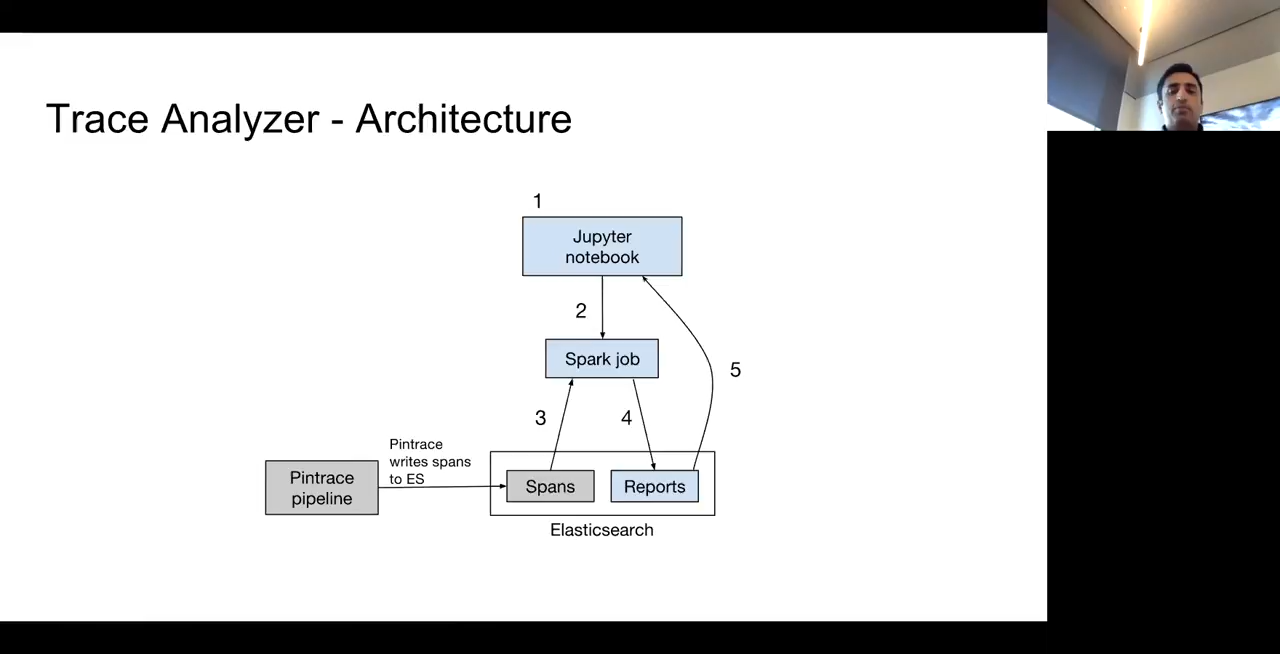 Trace Analyzer - Architecture
1
Jupyter
notebook
2
Spark job
5
3
4
Pintrace
writes spans
to ES
Pintrace
pipeline
Spans
Reports
Elasticsearch